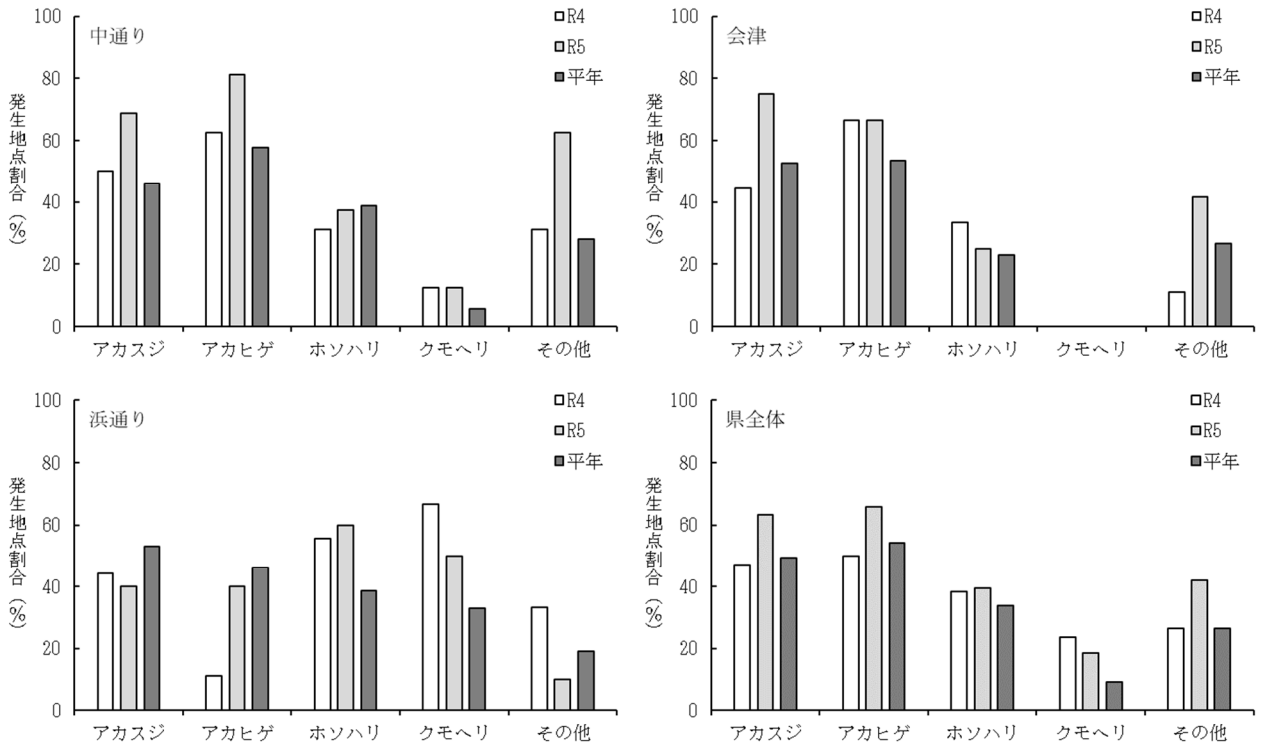 中通り
発生地点割合（%）
100
80
60
40
20
0
アカスジ アカヒゲ ホソハリ クモヘリ その他
R4
R5
平年
会津
発生地点割合（%）
100
80
60
40
20
0
アカスジ アカヒゲ ホソハリ クモヘリ その他
R4
R5
平年
浜通り
発生地点割合（%）
100
80
60
40
20
0
アカスジ アカヒゲ ホソハリ クモヘリ その他
R4
R5
平年
県全体
発生地点割合（%）
100
80
60
40
20
0
アカスジ アカヒゲ ホソハリ クモヘリ その他
R4
R5
平年